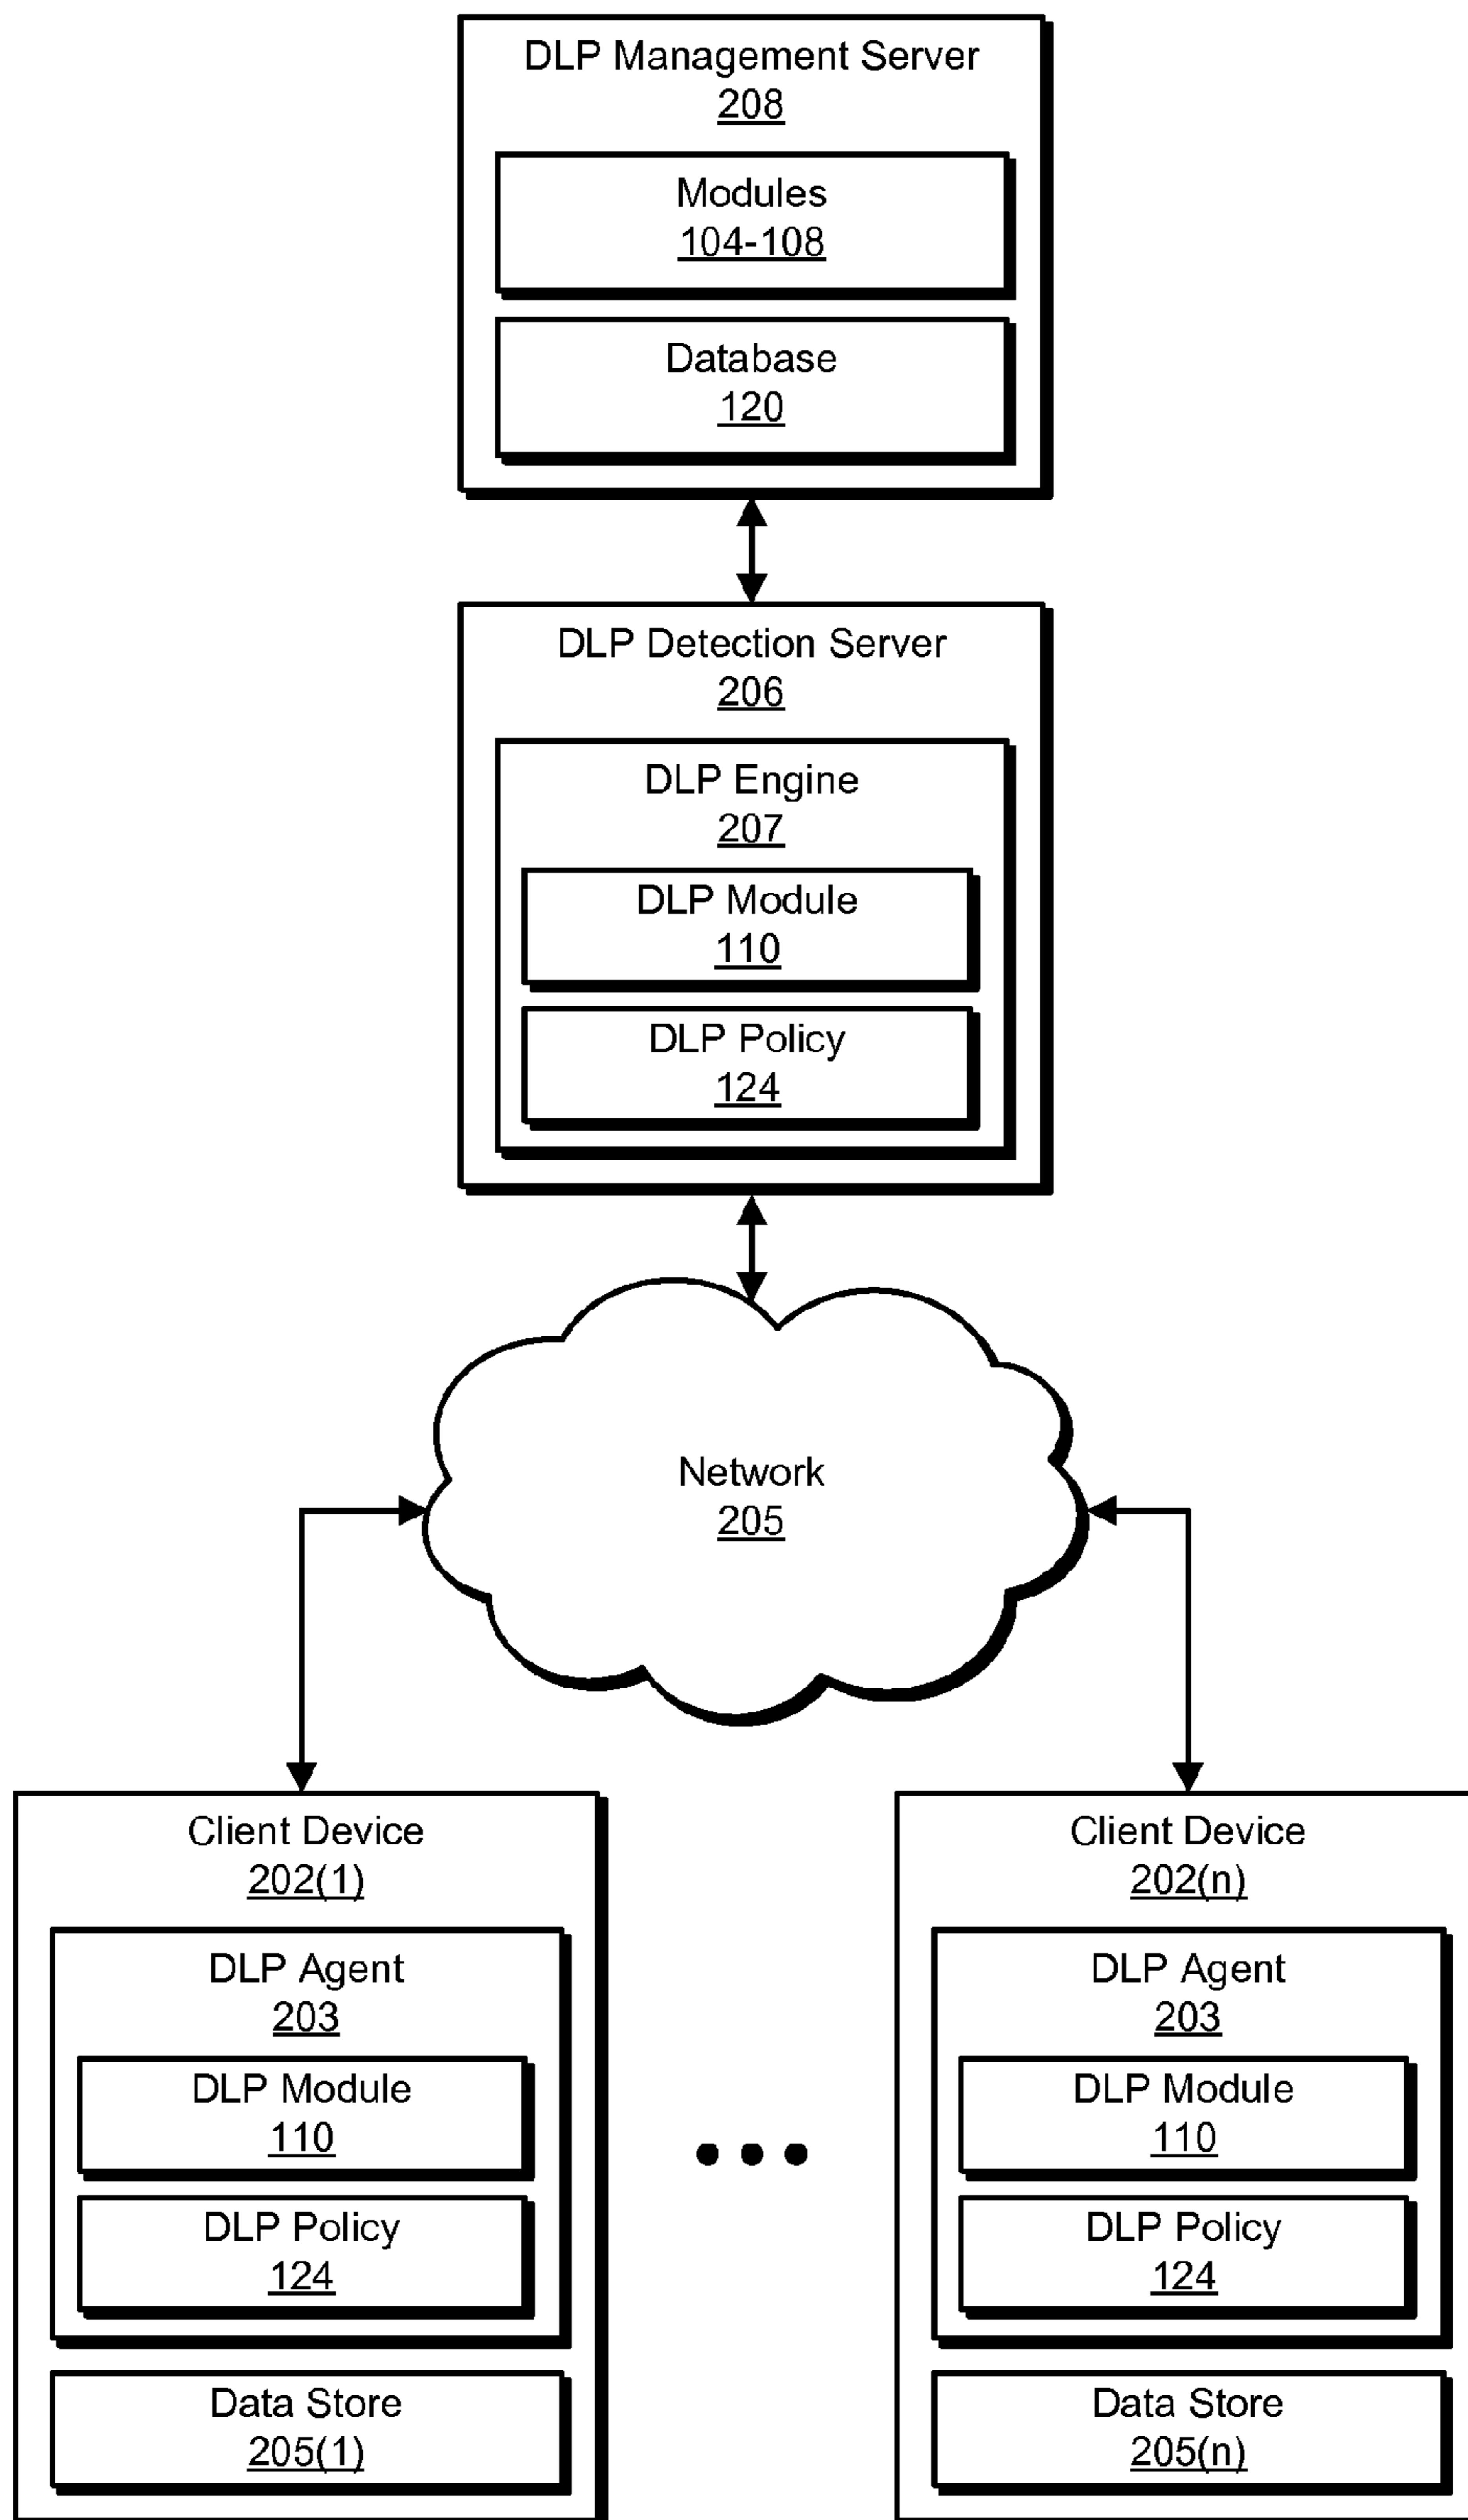 DLP Management Server
208
Modules
104-108
Database
120
DLP Detection Server
206
DLP Engine
207
DLP Module
110
DLP Policy
124
Network
205
Client Device
202(1)
DLP Agent
203
DLP Module
110
DLP Policy
124
Data Store
205(1)
Client Device
202(n)
DLP Agent
203
DLP Module
110
DLP Policy
124
Data Store
205(n)